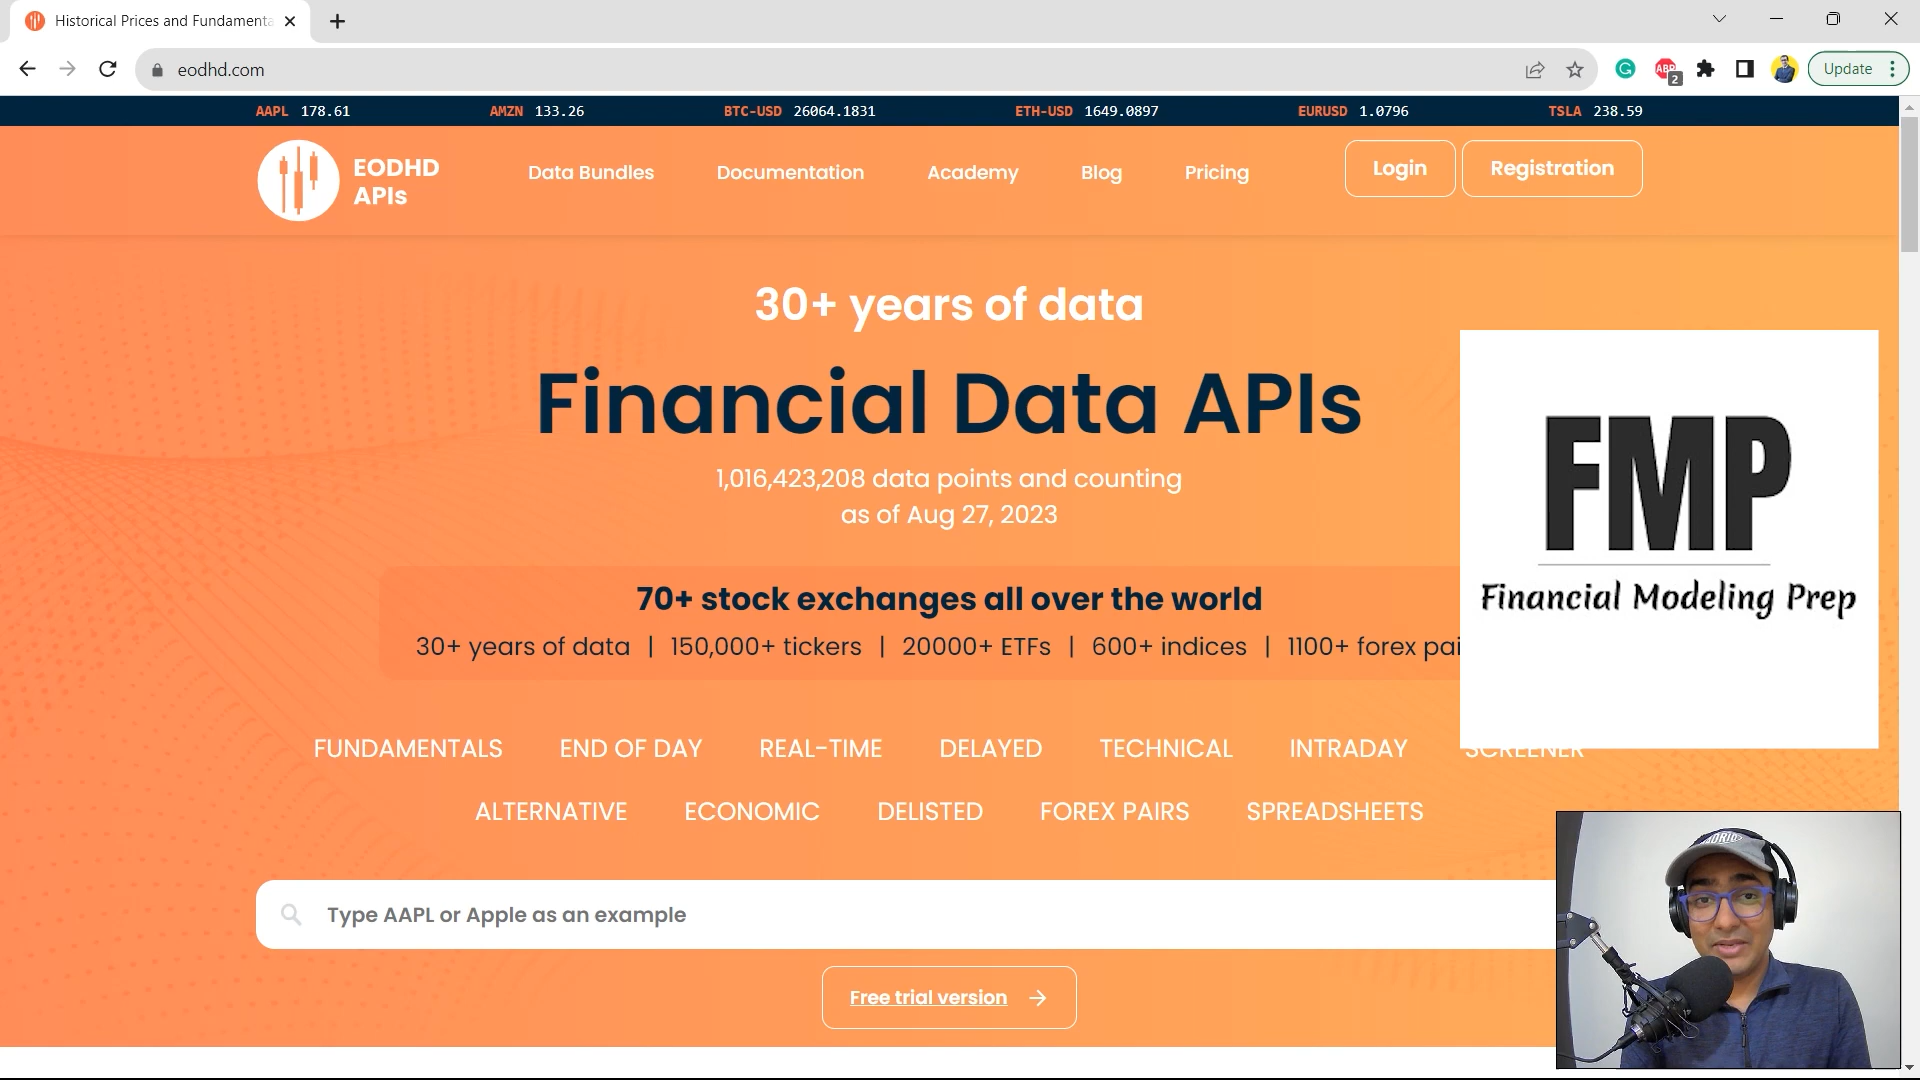 Historical Prices and Fundamenta
eodhd.com
ABP
2
Update
AAPL 178.61 AMZN 133.26 BTC-USD 26064.1831 ETH-USD 1649.0897 EURUSD 1.0796 TSLA 238.59
EODHD
APIs
Data Bundles Documentation Academy Blog Pricing Login Registration
30+ years of data
Financial Data APIs
1,016,423,208 data points and counting
as of Aug 27, 2023
70+ stock exchanges all over the world
30+ years of data | 150,000+ tickers | 20000+ ETFs | 600+ indices | 1100+ forex pai
FMP
Financial Modeling Prep
FUNDAMENTALS END OF DAY REAL-TIME DELAYED TECHNICAL INTRADAY SCREENER
ALTERNATIVE ECONOMIC DELISTED FOREX PAIRS SPREADSHEETS
Type AAPL or Apple as an example
Free trial version